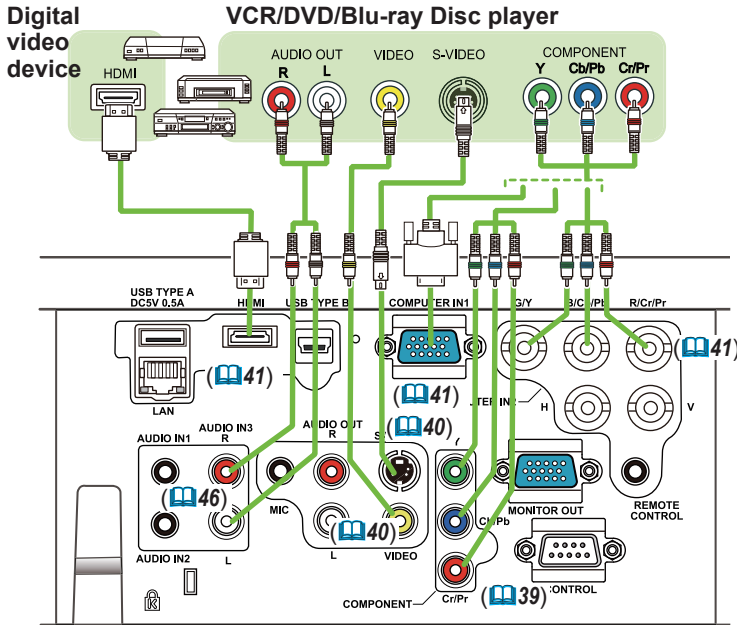 Digital video device
VCR/DVD/Blu-ray Disc player
HDMI
AUDIO OUT
R L
VIDEO
S-VIDEO
COMPONENT
Y Cb/Pb Cr/Pr
USB TYPE A
DC5V 0.5A
HDMI
USB TYPE B
COMPUTER IN1
G/Y
R/Cr/Pr
(41)
(41)
(41)
LAN
(40)
H
V
AUDIO IN1
AUDIO IN3
R
AUDIO OUT
R
(46)
MIC
(40)
MONITOR OUT
REMOTE
CONTROL
Cb/Pb
AUDIO IN2
L
L
VIDEO
COMPONENT
Cr/Pr
(39)
K